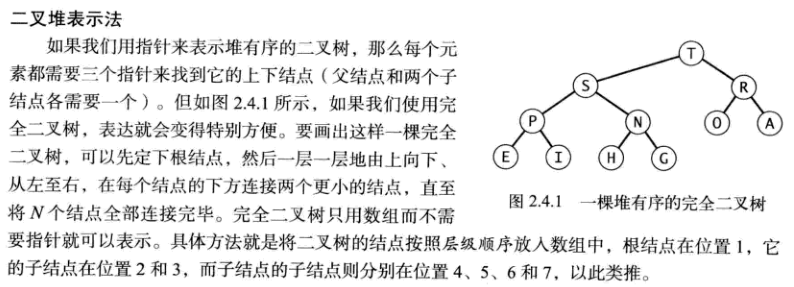 二叉堆表示法
如果我们用指针来表示堆有序的二叉树，那么每个元
素都需要三个指针来找到它的上下结点（父结点和两个子
结点各需要一个）。但如图 2.4.1 所示，如果我们使用完
全二叉树，表达就会变得特别方便。要画出这样一棵完全
二叉树，可以先定下根结点，然后一层一层地由上向下、
从左至右，在每个结点的下方连接两个更小的结点，直至
将 N 个结点全部连接完毕。完全二叉树只用数组而不需
要指针就可以表示。具体方法就是将二叉树的结点按照层级顺序放入数组中，根结点在位置 1，它
的子结点在位置 2 和 3，而子结点的子结点则分别在位置 4、5、6 和 7，以此类推。
T
S
R
P
N
O
A
E
I
H
G
图 2.4.1 一棵堆有序的完全二叉树